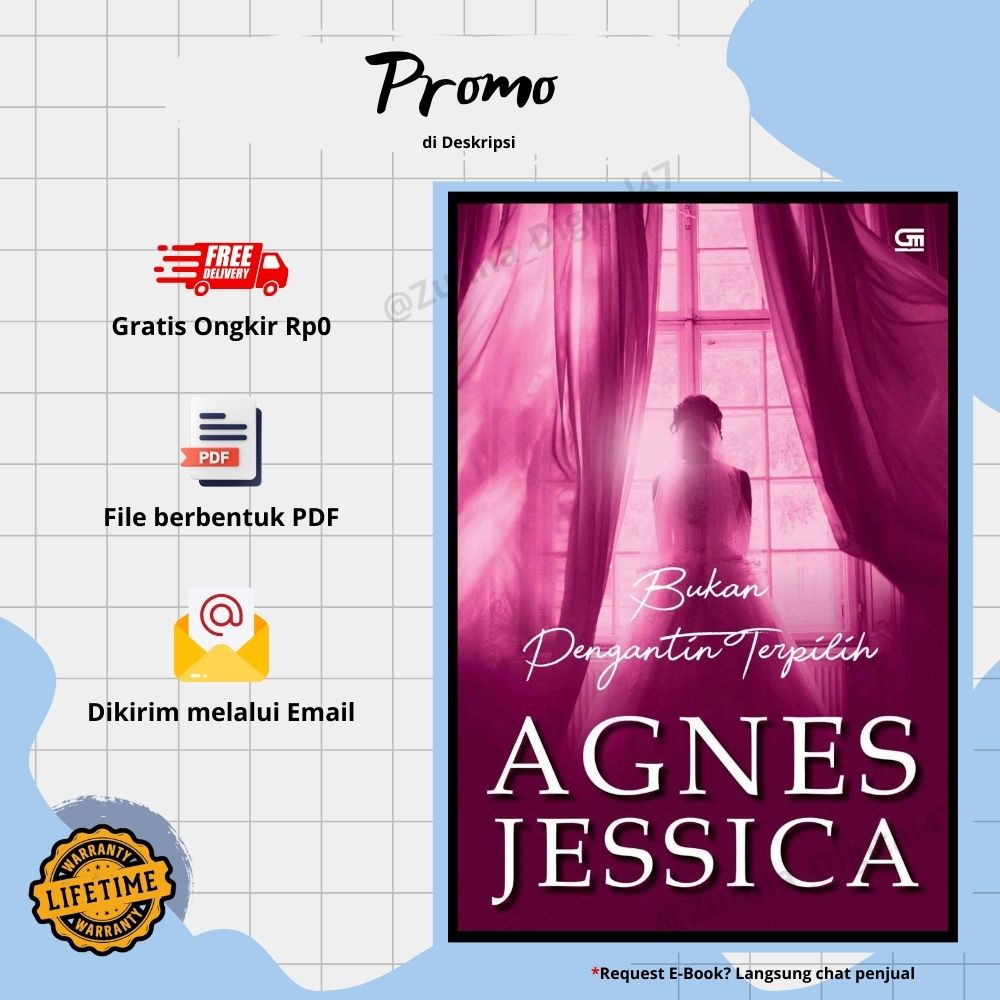 Promo
di Deskripsi
FREE
DELIVERY
Gratis Ongkir Rp0
PDF
File berbentuk PDF
@
Dikirim melalui Email
WARRANTY
LIFETIME
WARRANTY
GM
Bukan
Pengantin Terpilih
AGNES
JESSICA
*Request E-Book? Langsung chat penjual